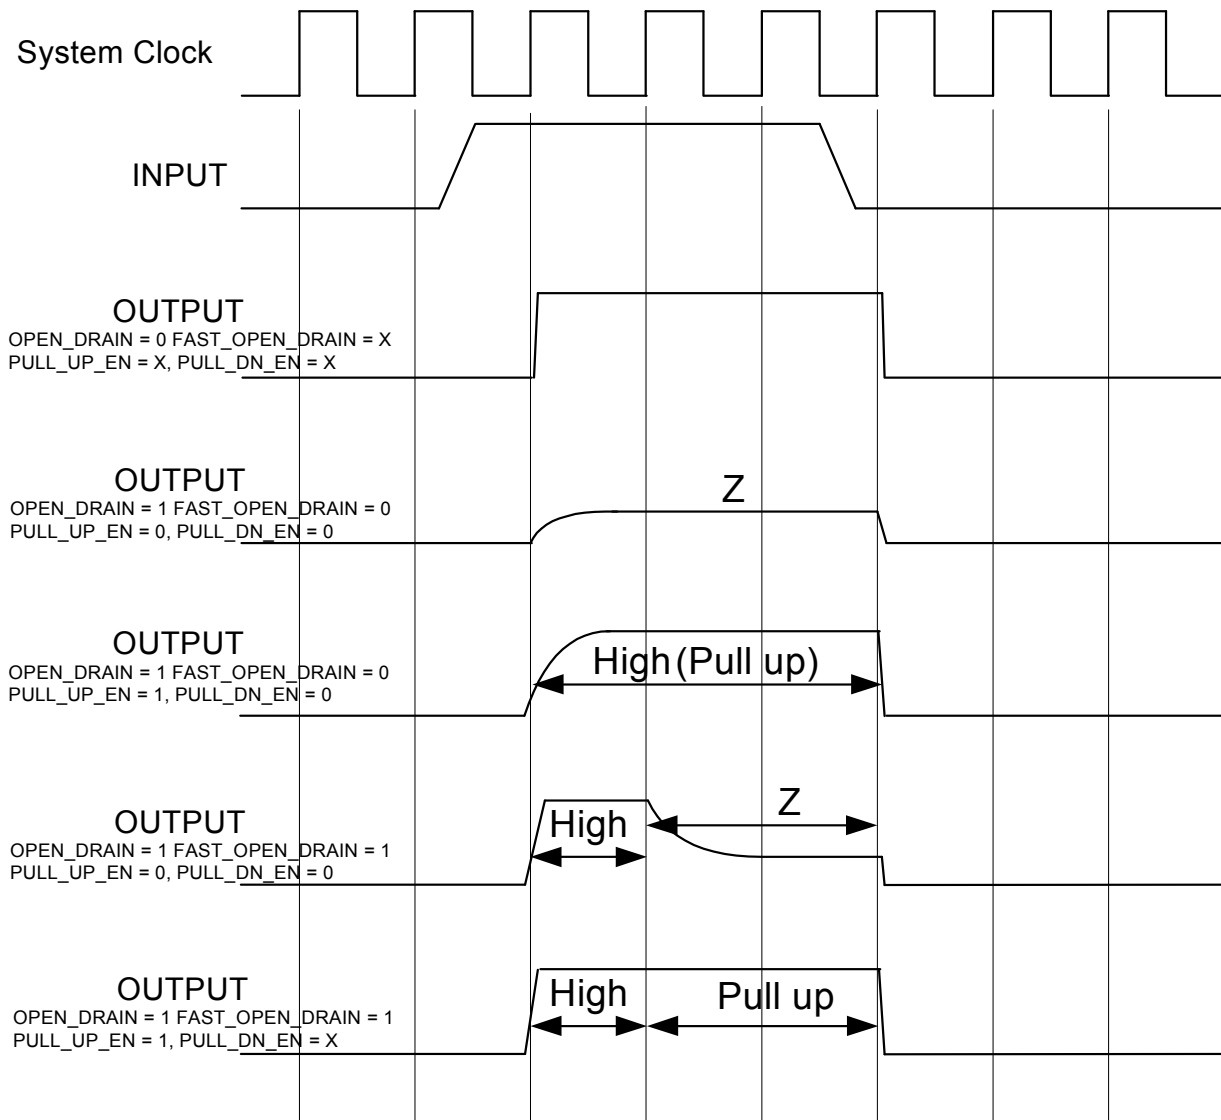 System Clock
INPUT
OUTPUT
OPEN_DRAIN = 0 FAST_OPEN_DRAIN = X
PULL_UP_EN = X, PULL_DN_EN = X
OUTPUT
OPEN_DRAIN = 1 FAST_OPEN_DRAIN = 0
PULL_UP_EN = 0, PULL_DN_EN = 0
Z
OUTPUT
OPEN_DRAIN = 1 FAST_OPEN_DRAIN = 0
PULL_UP_EN = 1, PULL_DN_EN = 0
High (Pull up)
OUTPUT
OPEN_DRAIN = 1 FAST_OPEN_DRAIN = 1
PULL_UP_EN = 0, PULL_DN_EN = 0
High
Z
OUTPUT
OPEN_DRAIN = 1 FAST_OPEN_DRAIN = 1
PULL_UP_EN = 1, PULL_DN_EN = X
High
Pull up